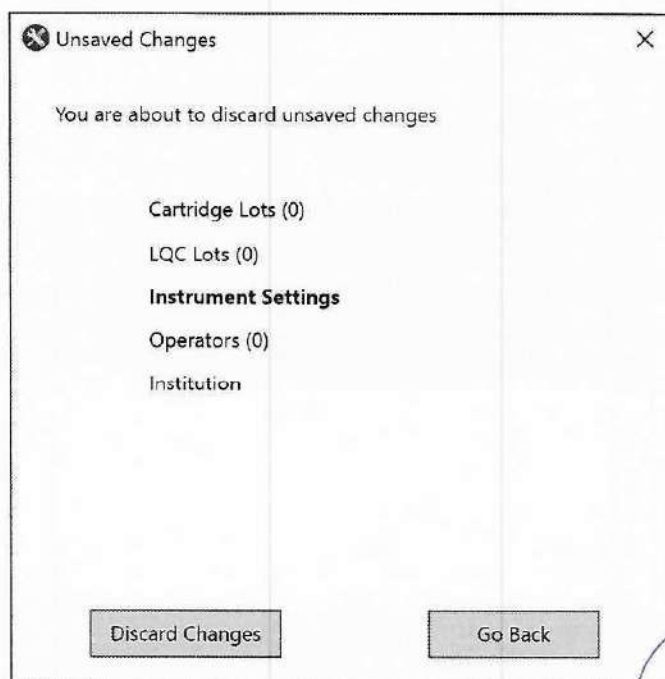 Unsaved Changes
You are about to discard unsaved changes
Cartridge Lots (0)
LQC Lots (0)
Instrument Settings
Operators (0)
Institution
Discard Changes
Go Back